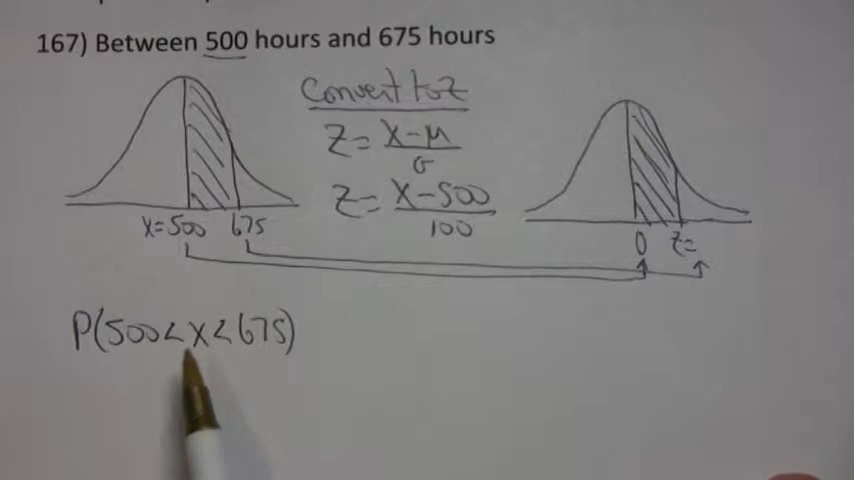 167) Between 500 hours and 675 hours
Convert to Z
Z = X - μ / σ
Z = X - 500 / 100
X = 500 675
0 Z =
P(500 < X < 675)